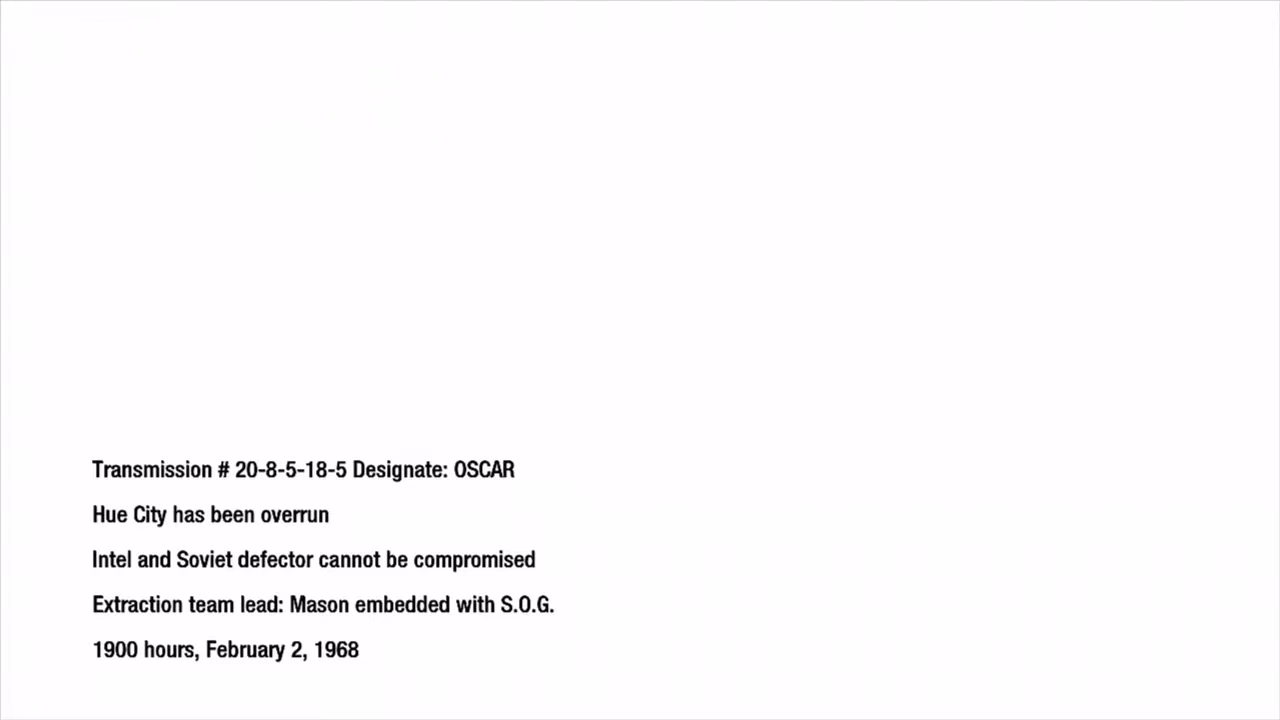 Transmission # 20-8-5-18-5 Designate: OSCAR
Hue City has been overrun
Intel and Soviet defector cannot be compromised
Extraction team lead: Mason embedded with S.O.G.
1900 hours, February 2, 1968